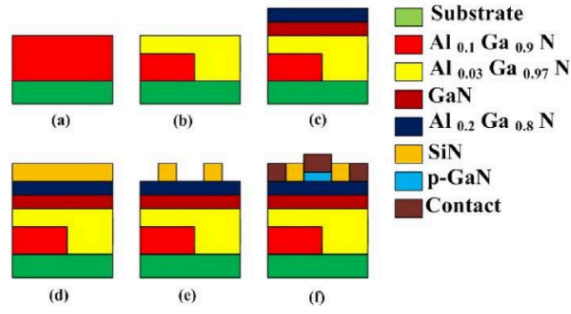 Substrate
Al 0.1 Ga 0.9 N
Al 0.03 Ga 0.97 N
GaN
Al 0.2 Ga 0.8 N
SiN
p-GaN
Contact
(a)
(b)
(c)
(d)
(e)
(f)